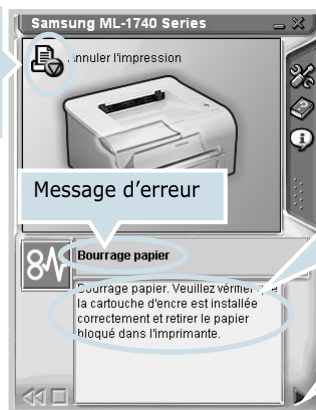 Samsung ML-1740 Series
Annuler l'impression
Message d'erreur
Bourrage papier
Bourrage papier. Veuillez vérifier que
la cartouche d'encre est installée
correctement et retirer le papier
bloqué dans l'imprimante.